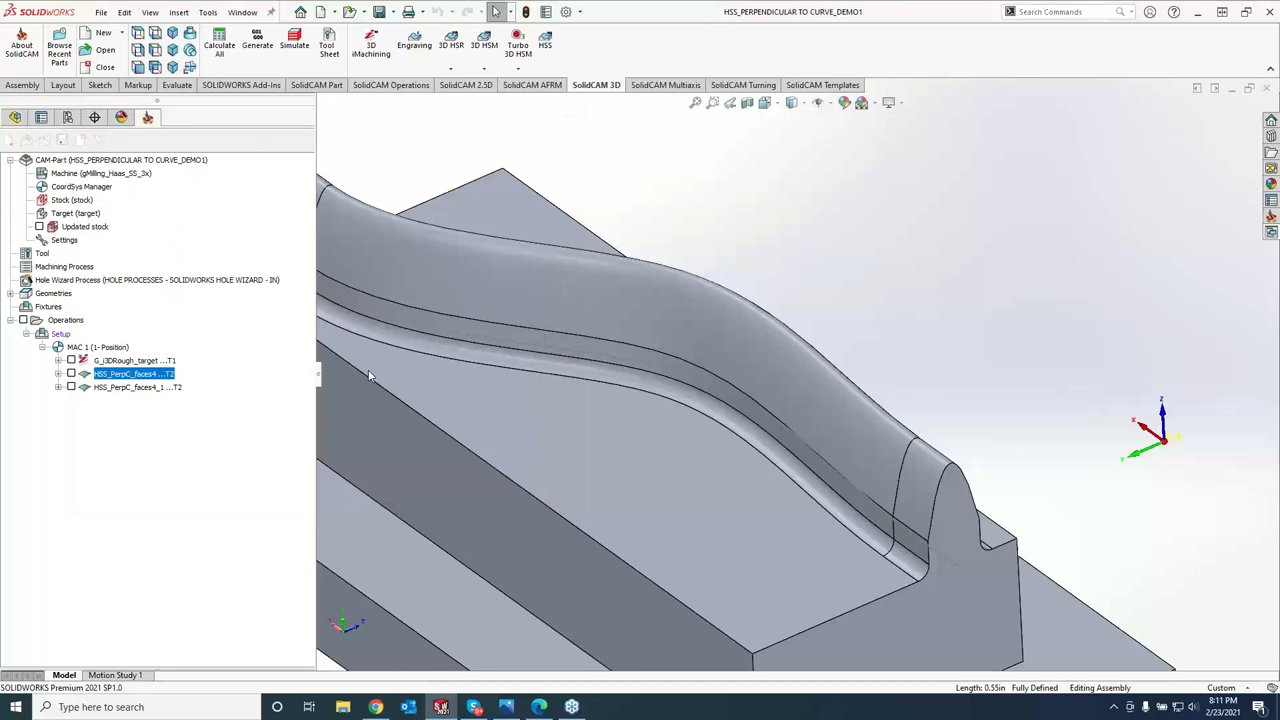 SOLIDWORKS File Edit View Insert Tools Window HSS_PERPENDICULAR TO CURVE_DEMO1 Search Commands
About SolidCAM
Browse Recent Parts
New
Open
Close
Calculate All
Generate
Simulate
Tool Sheet
3D iMachining
Engraving
3D HSR
3D HSM
Turbo 3D HSM
HSS
Assembly Layout Sketch Markup Evaluate SOLIDWORKS Add-Ins SolidCAM Part SolidCAM Operations SolidCAM 2.5D SolidCAM AFRM SolidCAM 3D SolidCAM Multiaxis SolidCAM Turning SolidCAM Templates
CAM-Part (HSS_PERPENDICULAR TO CURVE_DEMO1)
Machine (gMilling_Haas_SS_3x)
CoordSys Manager
Stock (stock)
Target (target)
Updated stock
Settings
Tool
Machining Process
Hole Wizard Process (HOLE PROCESSES - SOLIDWORKS HOLE WIZARD - IN)
Geometries
Fixtures
Operations
Setup
MAC 1 (1- Position)
G_i3DRough_target ...T1
HSS_PerpC_faces4 ...T2
HSS_PerpC_faces4_1 ...T2
Model Motion Study 1
SOLIDWORKS Premium 2021 SP1.0 Length: 0.55in Fully Defined Editing Assembly Custom
Type here to search
8:11 PM
2/23/2021